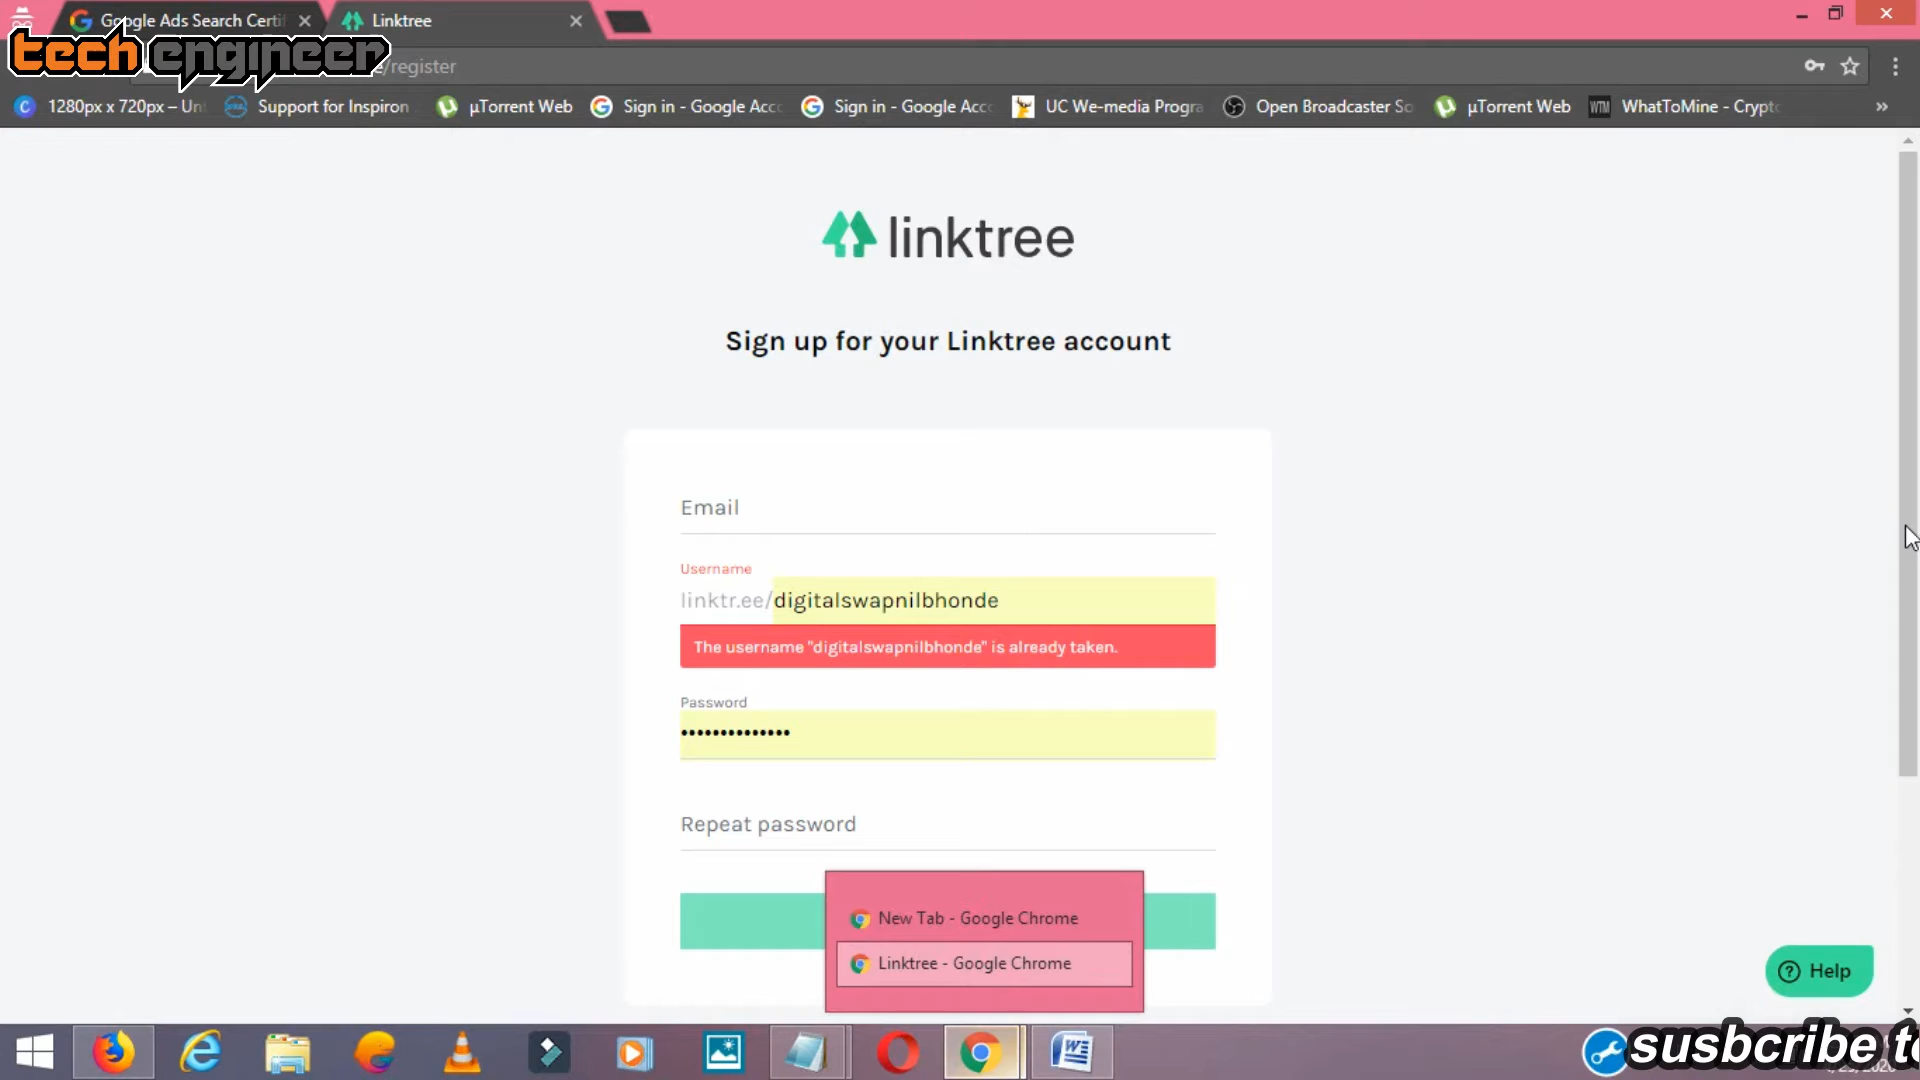 Google Ads Search Certif
Linktree
tech engineer
/register
1280px x 720px – Un
Support for Inspiron
µTorrent Web
Sign in - Google Acc
Sign in - Google Acc
UC We-media Progra
Open Broadcaster So
µTorrent Web
WTM
WhatToMine - Crypt
»
linktree
Sign up for your Linktree account
Email
Username
linktr.ee/digitalswapnilbhonde
The username "digitalswapnilbhonde" is already taken.
Password
••••••••••••••
Repeat password
New Tab - Google Chrome
Linktree - Google Chrome
Help
susbcribe to